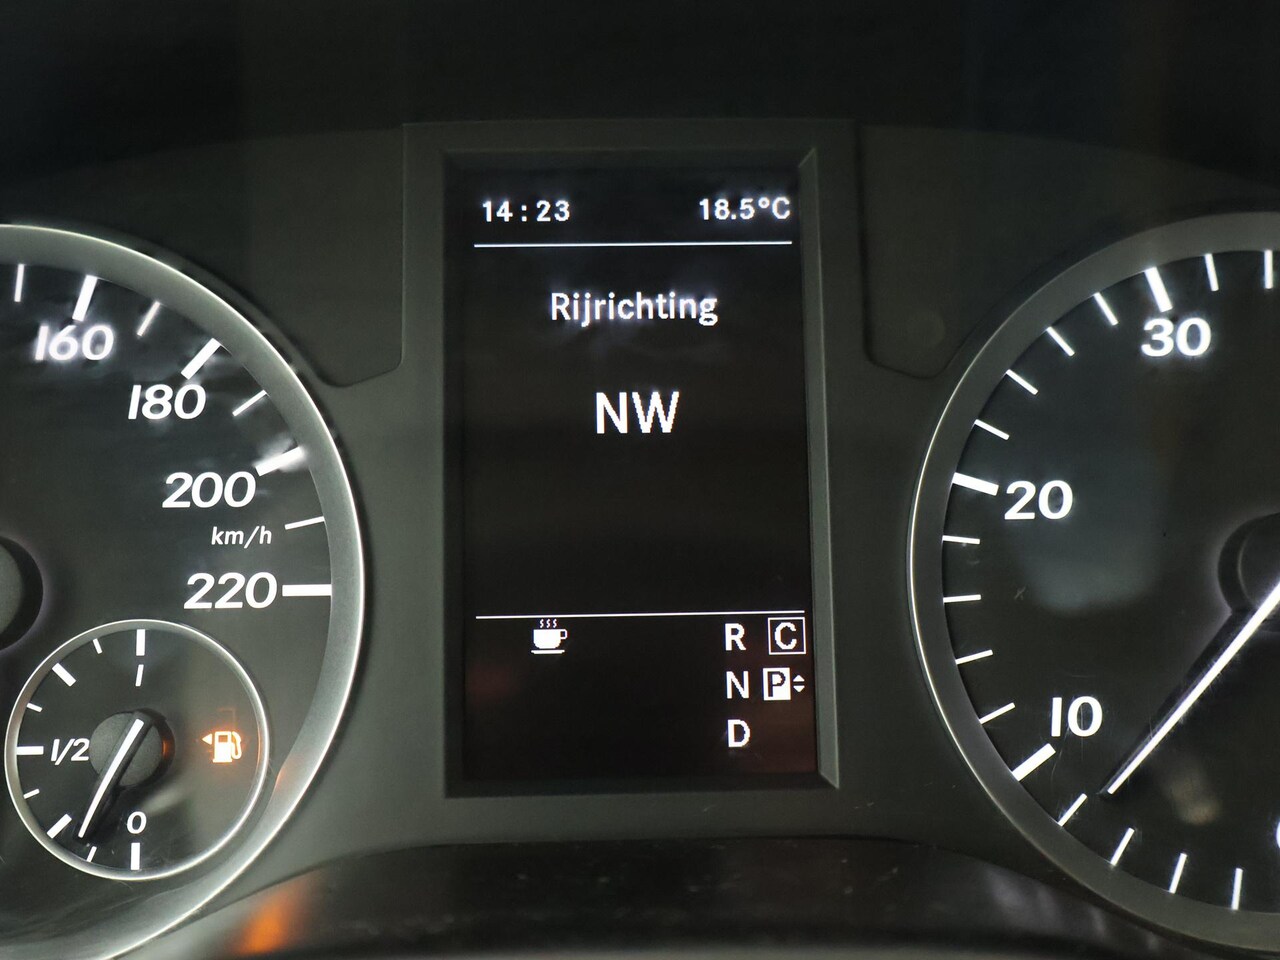 14:23 18.5°C
Rijrichting
NW
R C
N P
D
160
180
200
km/h
220
1/2
0
30
20
10